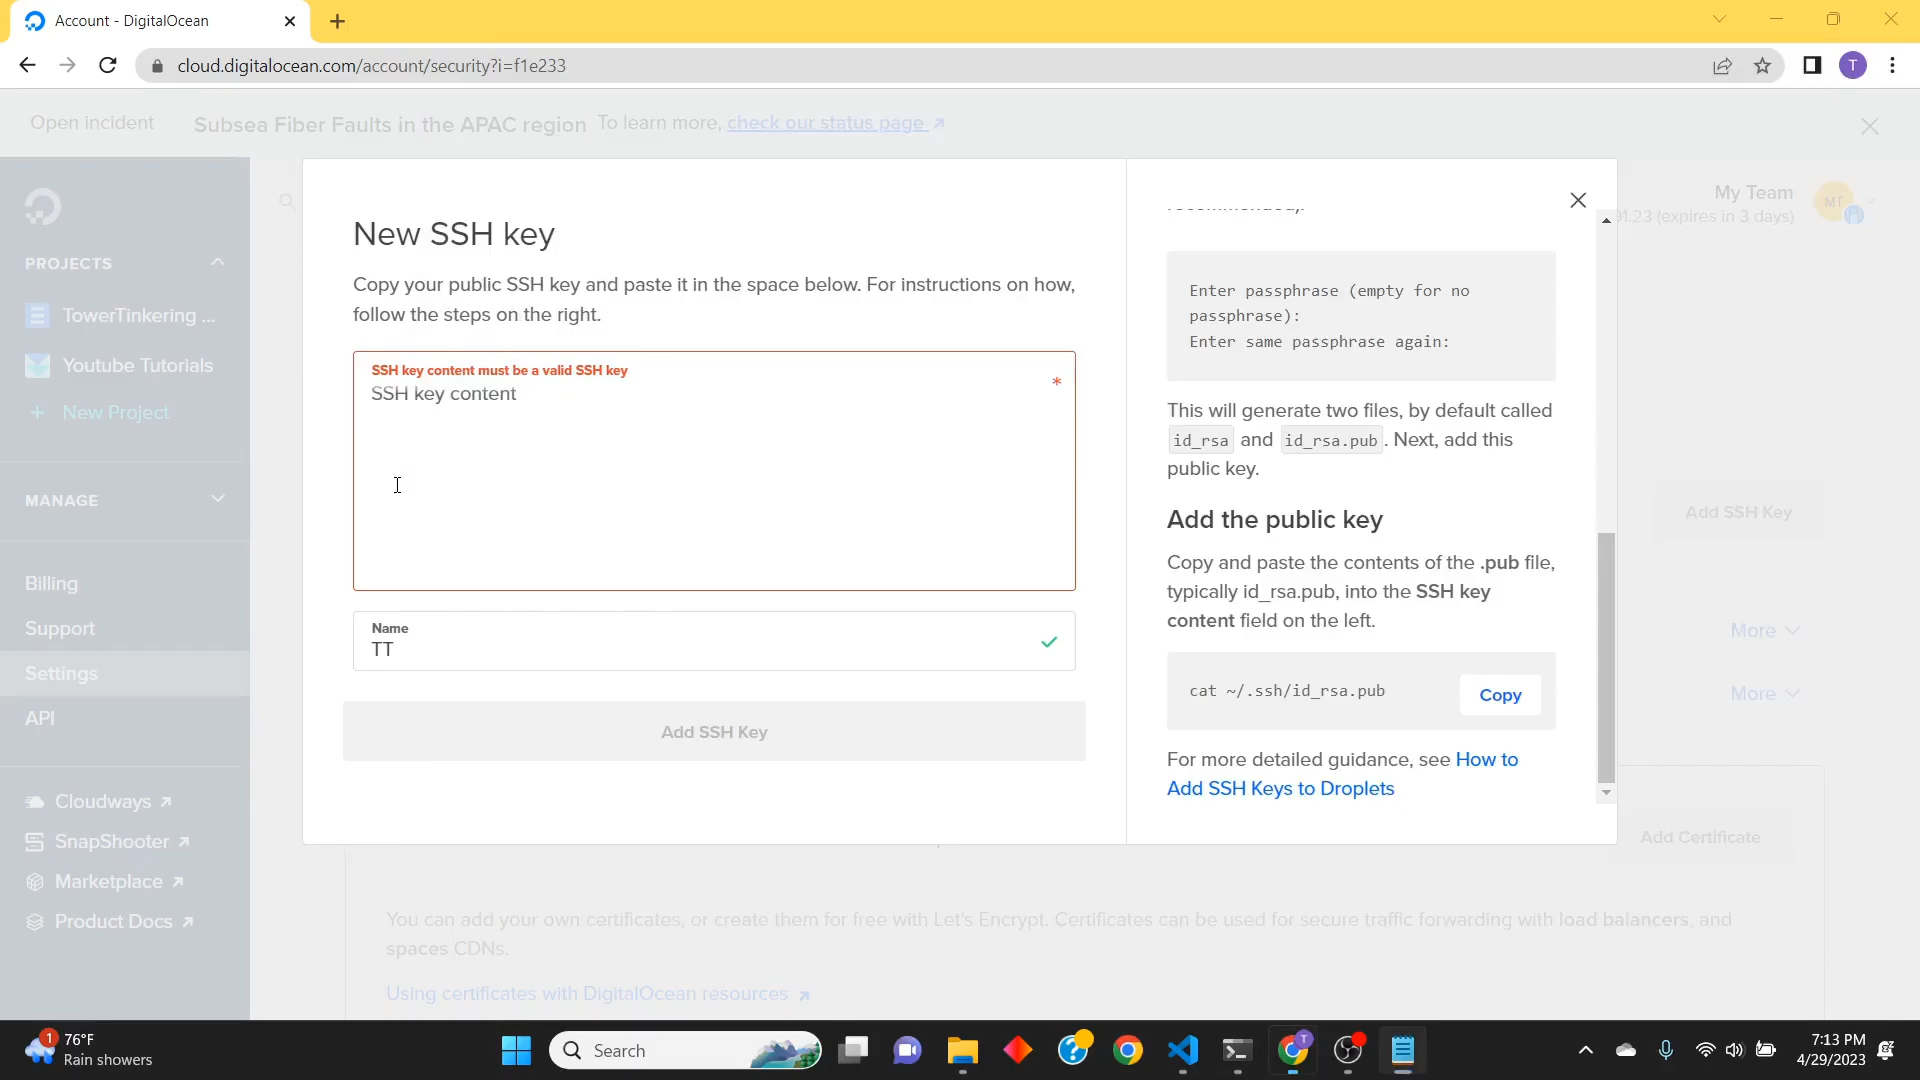 Account - DigitalOcean
cloud.digitalocean.com/account/security?i=f1e233
T
Open incident
Subsea Fiber Faults in the APAC region To learn more, check our status page
PROJECTS
TowerTinkering ...
Youtube Tutorials
+ New Project
MANAGE
Billing
Support
Settings
API
Cloudways
SnapShooter
Marketplace
Product Docs
My Team
91.23 (expires in 3 days)
MT
New SSH key
Copy your public SSH key and paste it in the space below. For instructions on how,
follow the steps on the right.
SSH key content must be a valid SSH key
SSH key content
*
Name
TT
Add SSH Key
Enter passphrase (empty for no
passphrase):
Enter same passphrase again:
This will generate two files, by default called
id_rsa and id_rsa.pub. Next, add this
public key.
Add the public key
Copy and paste the contents of the .pub file,
typically id_rsa.pub, into the SSH key
content field on the left.
cat ~/.ssh/id_rsa.pub
Copy
For more detailed guidance, see How to
Add SSH Keys to Droplets
Add SSH Key
More
More
Add Certificate
You can add your own certificates, or create them for free with Let's Encrypt. Certificates can be used for secure traffic forwarding with load balancers, and
spaces CDNs.
Using certificates with DigitalOcean resources
1
76°F
Rain showers
Search
T
7:13 PM
4/29/2023